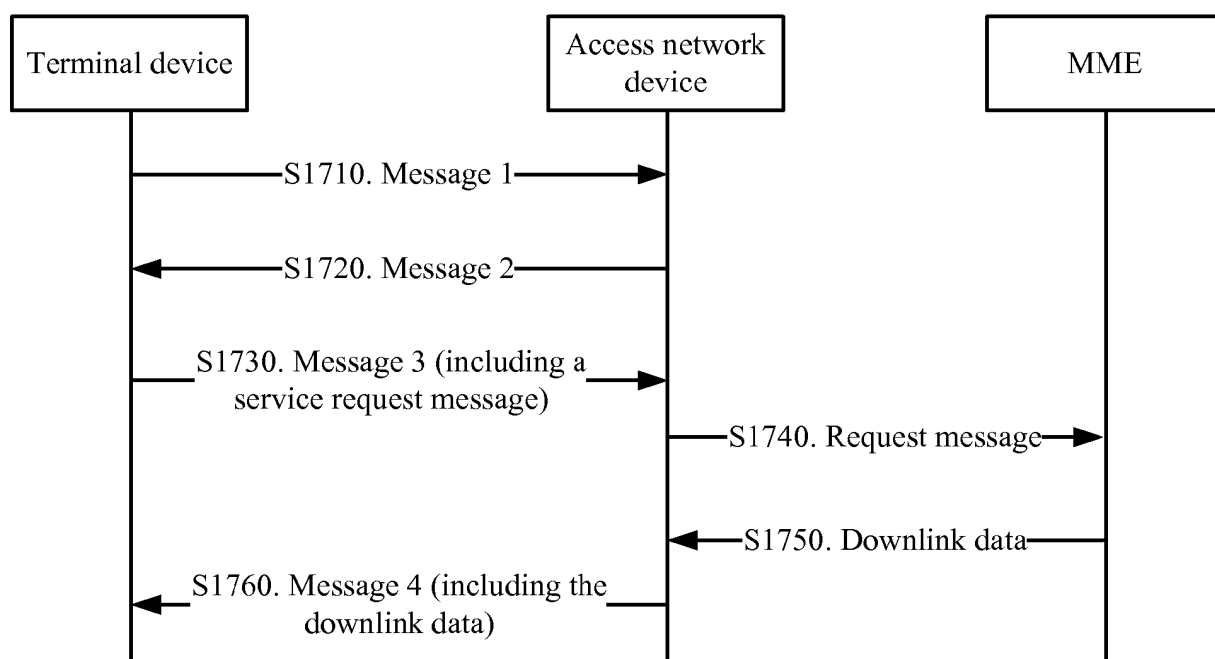 Terminal device
Access network
device
MME
S1710. Message 1
S1720. Message 2
S1730. Message 3 (including a
service request message)
S1740. Request message
S1750. Downlink data
S1760. Message 4 (including the
downlink data)